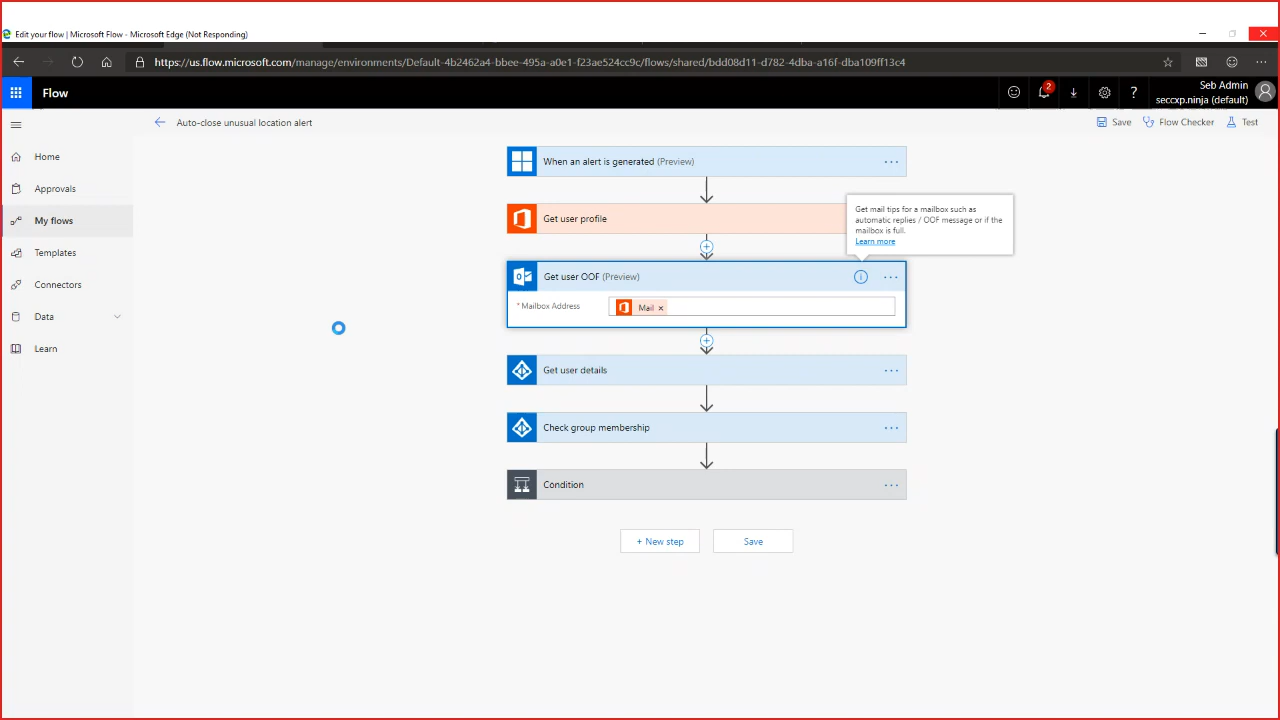 Edit your flow | Microsoft Flow - Microsoft Edge (Not Responding)
https://us.flow.microsoft.com/manage/environments/Default-4b2462a4-bbee-495a-a0e1-f23ae524cc9c/flows/shared/bdd08d11-d782-4dba-a16f-dba109ff13c4
Flow
2
?
Seb Admin
seccxp.ninja (default)
Auto-close unusual location alert
Save
Flow Checker
Test
Home
Approvals
My flows
Templates
Connectors
Data
Learn
When an alert is generated (Preview)
Get user profile
Get mail tips for a mailbox such as
automatic replies / OOF message or if the
mailbox is full.
Learn more
Get user OOF (Preview)
* Mailbox Address
Mail ×
Get user details
Check group membership
Condition
+ New step
Save